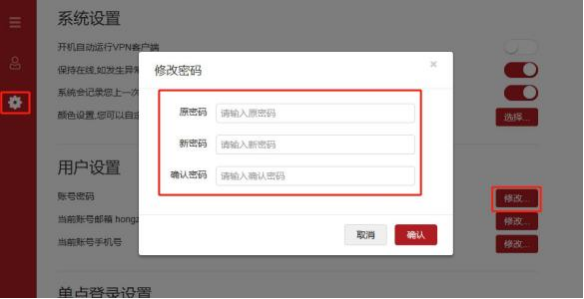 系统设置
开机自动运行VPN客户端
保持在线,如发生异常
系统会记录您上一次
颜色设置,您可以自定
选择...
修改密码
×
原密码 请输入原密码
新密码 请输入新密码
确认密码 请输入确认密码
取消 确认
用户设置
账号密码
修改...
当前账号邮箱 hongz
修改...
当前账号手机号
修改...
单点登录设置